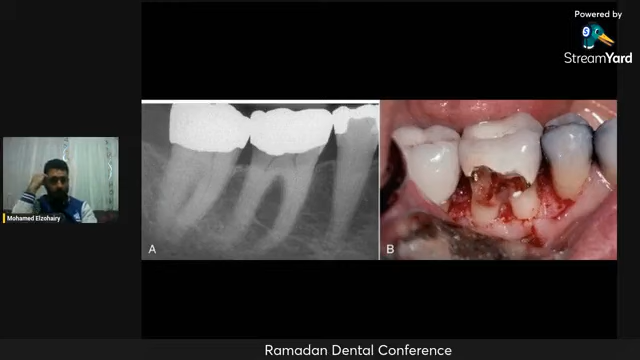 Powered by
StreamYard
Mohamed Elzohairy
A
B
Ramadan Dental Conference